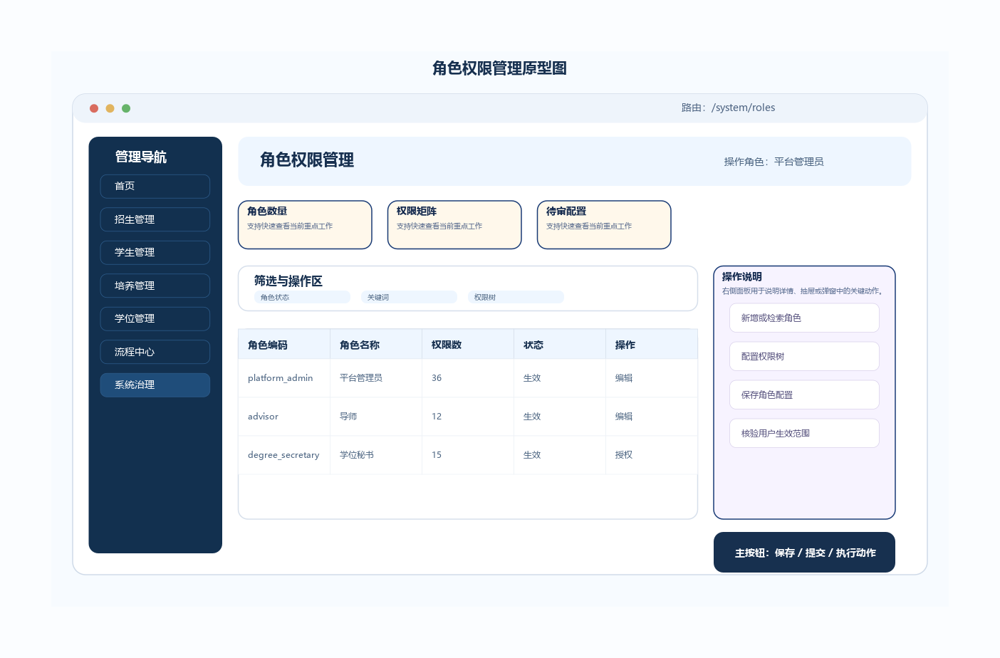 角色权限管理原型图
路由：/system/roles
管理导航
首页
招生管理
学生管理
培养管理
学位管理
流程中心
系统治理
角色权限管理
操作角色：平台管理员
角色数量
支持快速查看当前重点工作
权限矩阵
支持快速查看当前重点工作
待审配置
支持快速查看当前重点工作
筛选与操作区
角色状态
关键词
权限树
角色编码 角色名称 权限数 状态 操作
platform_admin 平台管理员 36 生效 编辑
advisor 导师 12 生效 编辑
degree_secretary 学位秘书 15 生效 授权
操作说明
右侧面板用于说明详情、抽屉或弹窗中的关键动作。
新增或检索角色
配置权限树
保存角色配置
核验用户生效范围
主按钮：保存 / 提交 / 执行动作